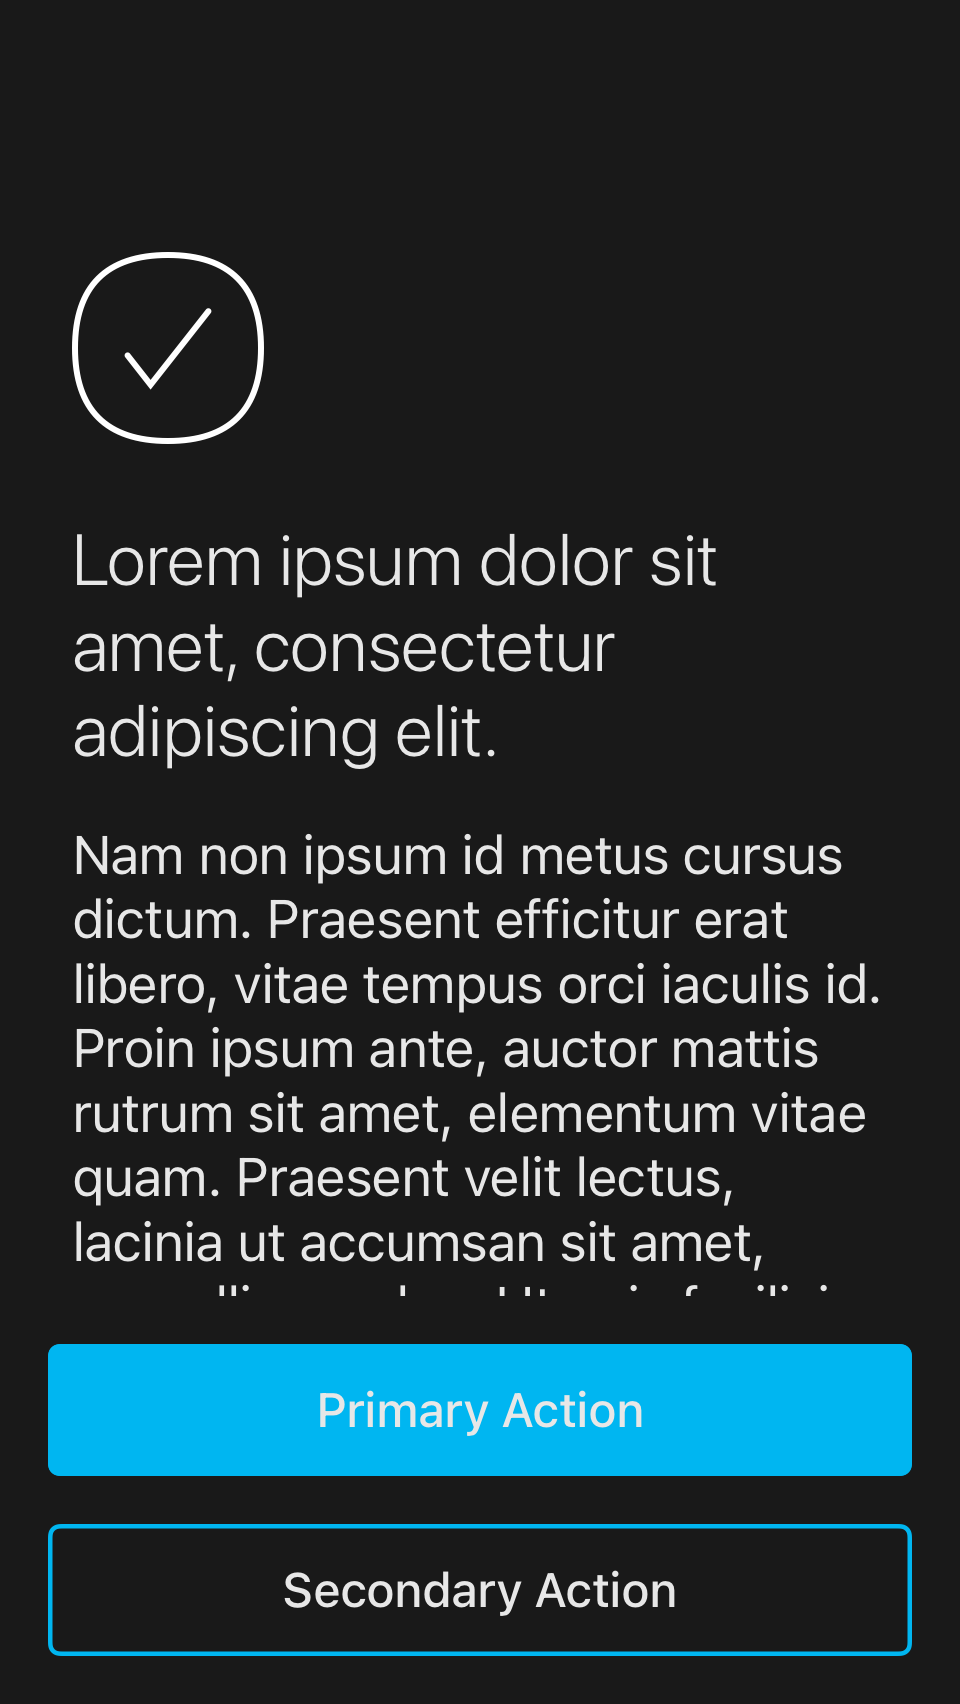 Lorem ipsum dolor sit
amet, consectetur
adipiscing elit.
Nam non ipsum id metus cursus
dictum. Praesent efficitur erat
libero, vitae tempus orci iaculis id.
Proin ipsum ante, auctor mattis
rutrum sit amet, elementum vitae
quam. Praesent velit lectus,
lacinia ut accumsan sit amet,
Primary Action
Secondary Action